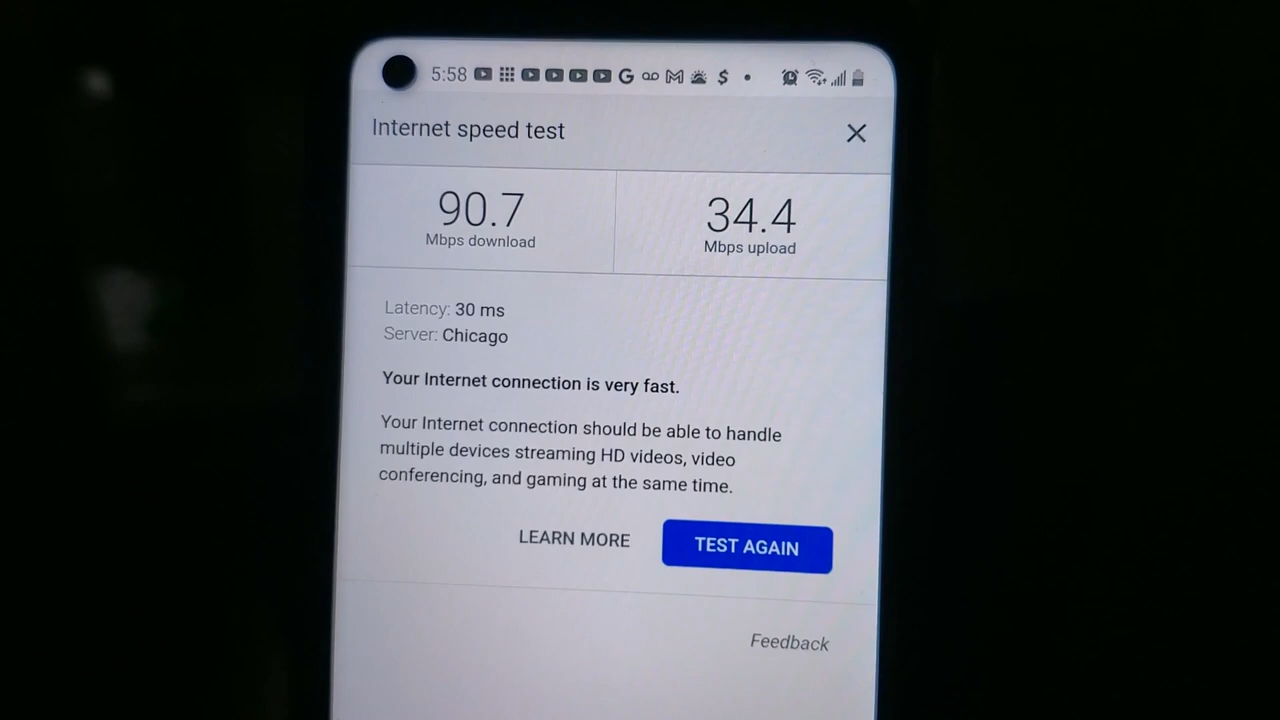 5:58
Internet speed test
90.7
Mbps download
34.4
Mbps upload
Latency: 30 ms
Server: Chicago
Your Internet connection is very fast.
Your Internet connection should be able to handle
multiple devices streaming HD videos, video
conferencing, and gaming at the same time.
LEARN MORE
TEST AGAIN
Feedback